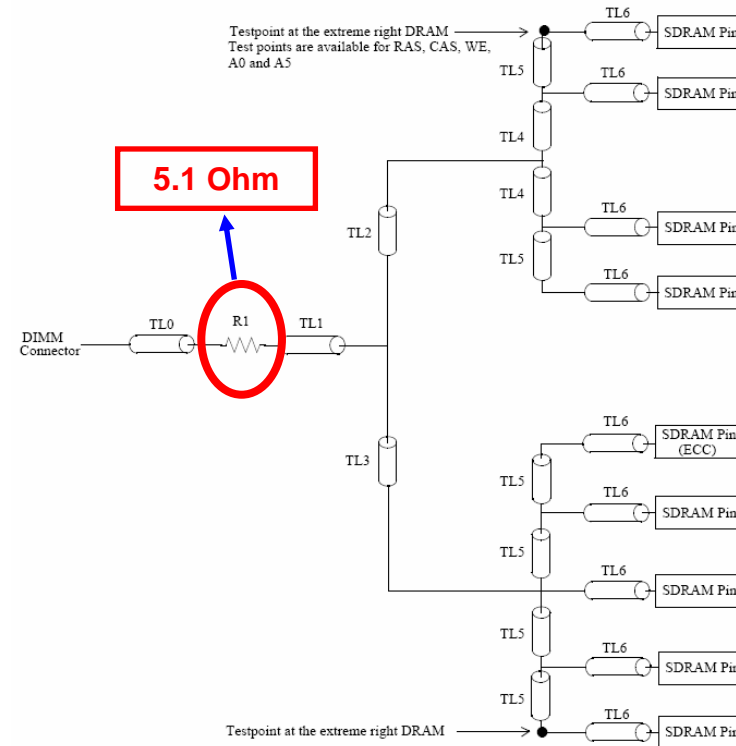 Testpoint at the extreme right DRAM
Test points are available for RAS, CAS, WE,
A0 and A5
TL6
SDRAM Pin
TL5
TL6
SDRAM Pin
TL4
5.1 Ohm
TL4
TL6
SDRAM Pin
TL2
TL5
TL6
SDRAM Pin
DIMM
Connector
TL0
R1
TL1
TL6
SDRAM Pin
(ECC)
TL3
TL5
TL6
SDRAM Pin
TL5
TL6
SDRAM Pin
TL5
TL6
SDRAM Pin
TL5
TL6
SDRAM Pin
Testpoint at the extreme right DRAM